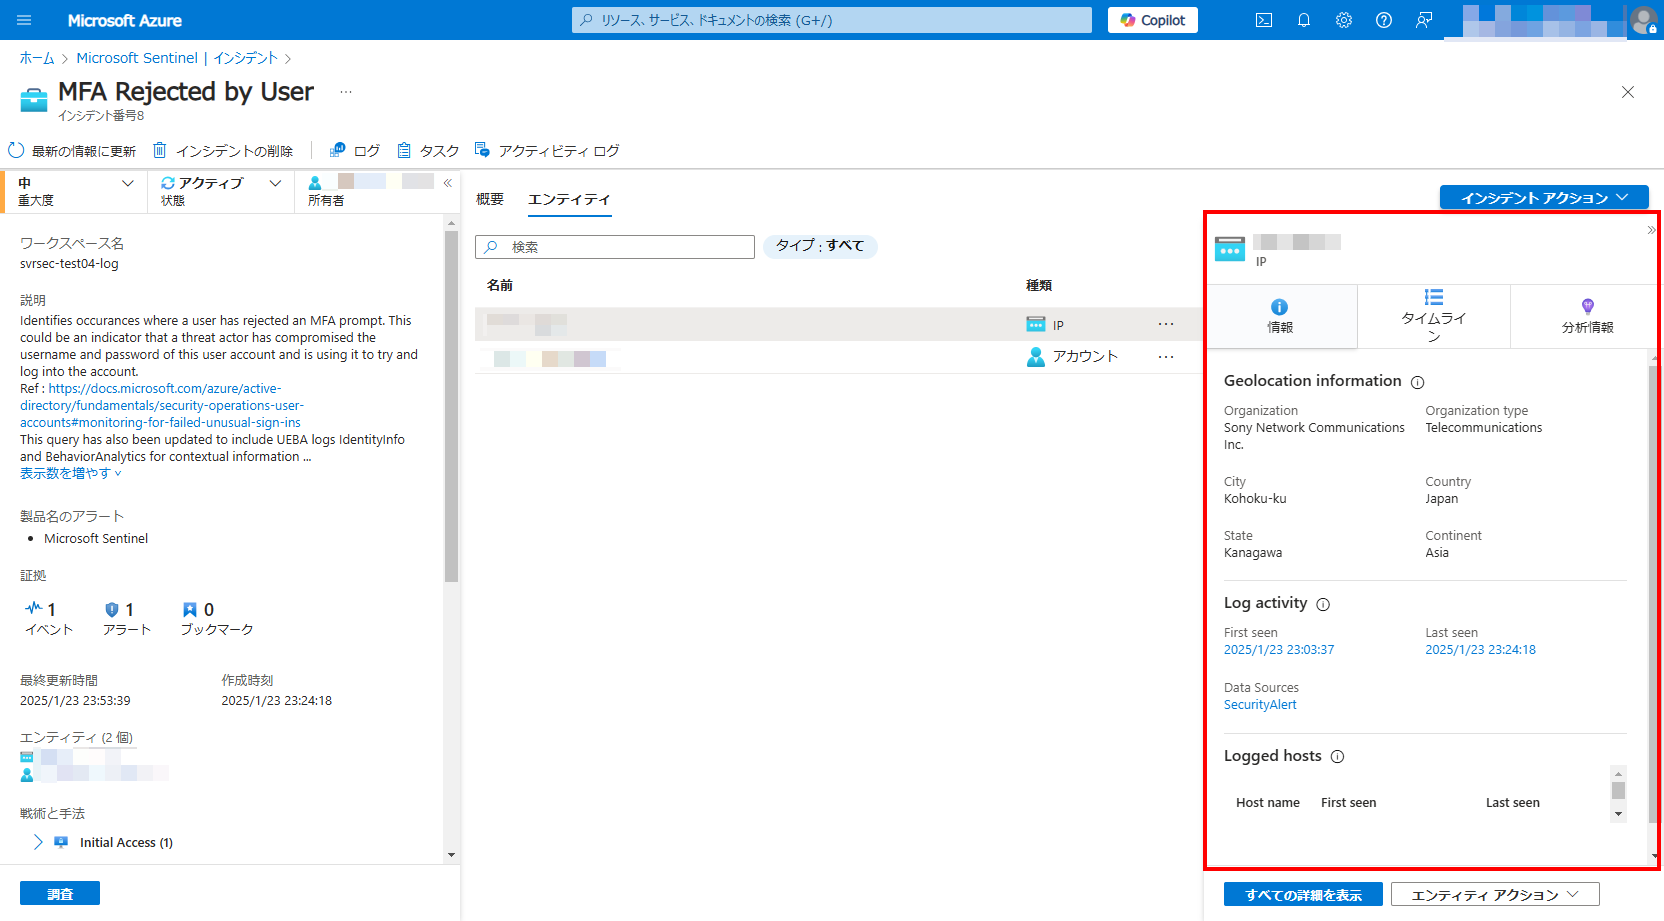 Microsoft Azure
リソース、サービス、ドキュメントの検索 (G+/)
Copilot
ホーム > Microsoft Sentinel | インシデント >
MFA Rejected by User ...
インシデント番号8
最新の情報に更新 インシデントの削除 ログ タスク アクティビティ ログ
中
重大度
アクティブ
状態
所有者
ワークスペース名
svrsec-test04-log
説明
Identifies occurances where a user has rejected an MFA prompt. This
could be an indicator that a threat actor has compromised the
username and password of this user account and is using it to try and
log into the account.
Ref : https://docs.microsoft.com/azure/active-
directory/fundamentals/security-operations-user-
accounts#monitoring-for-failed-unusual-sign-ins
This query has also been updated to include UEBA logs IdentityInfo
and BehaviorAnalytics for contextual information ...
表示数を増やす
製品名のアラート
• Microsoft Sentinel
証拠
1 1 0
イベント アラート ブックマーク
最終更新時間 作成時刻
2025/1/23 23:53:39 2025/1/23 23:24:18
エンティティ (2 個)
戦術と手法
Initial Access (1)
調査
概要 エンティティ
検索
タイプ : すべて
名前 種類
IP ...
アカウント ...
インシデント アクション
IP
情報
タイムライ
ン
分析情報
Geolocation information
Organization Organization type
Sony Network Communications Telecommunications
Inc.
City Country
Kohoku-ku Japan
State Continent
Kanagawa Asia
Log activity
First seen Last seen
2025/1/23 23:03:37 2025/1/23 23:24:18
Data Sources
SecurityAlert
Logged hosts
Host name First seen Last seen
すべての詳細を表示 エンティティ アクション